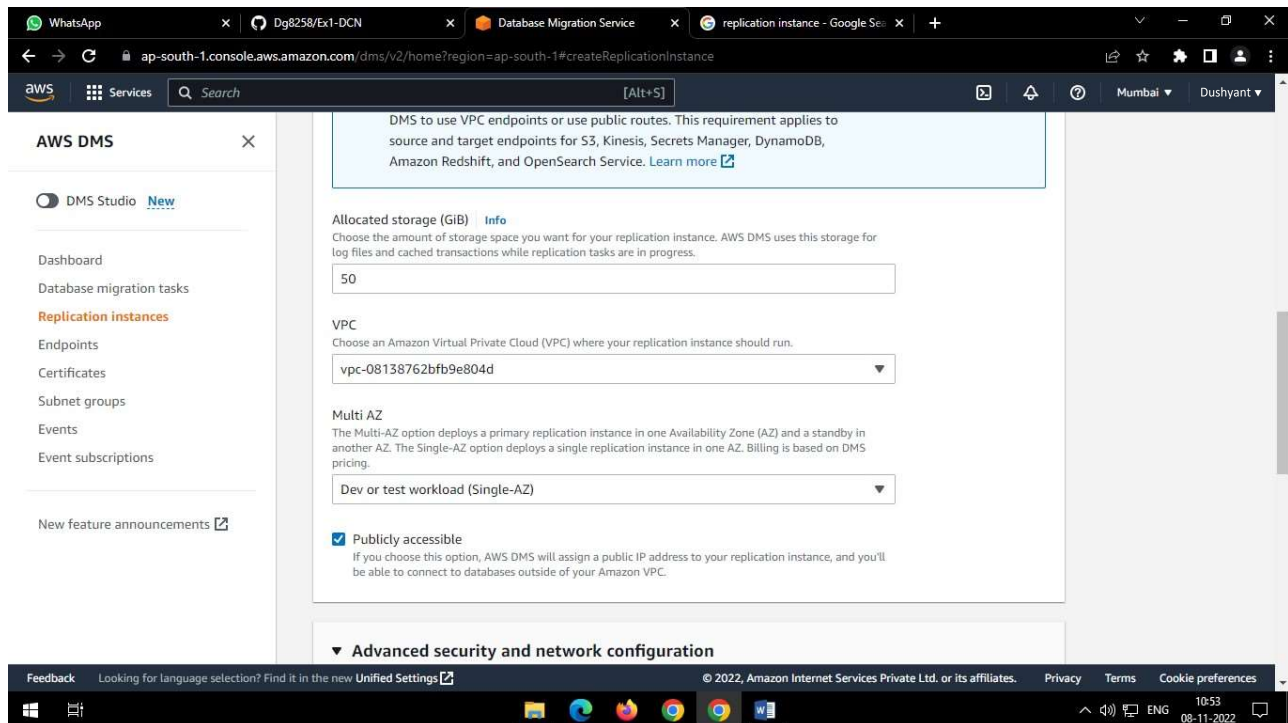 WhatsApp
Dg8258/Ex1-DCN
Database Migration Service
replication instance - Google Sea
ap-south-1.console.aws.amazon.com/dms/v2/home?region=ap-south-1#createReplicationInstance
aws
Services
Search
[Alt+S]
Mumbai
Dushyant
AWS DMS
DMS Studio New
Dashboard
Database migration tasks
Replication instances
Endpoints
Certificates
Subnet groups
Events
Event subscriptions
New feature announcements
DMS to use VPC endpoints or use public routes. This requirement applies to
source and target endpoints for S3, Kinesis, Secrets Manager, DynamoDB,
Amazon Redshift, and OpenSearch Service. Learn more
Allocated storage (GiB) Info
Choose the amount of storage space you want for your replication instance. AWS DMS uses this storage for
log files and cached transactions while replication tasks are in progress.
50
VPC
Choose an Amazon Virtual Private Cloud (VPC) where your replication instance should run.
vpc-08138762bfb9e804d
Multi AZ
The Multi-AZ option deploys a primary replication instance in one Availability Zone (AZ) and a standby in
another AZ. The Single-AZ option deploys a single replication instance in one AZ. Billing is based on DMS
pricing.
Dev or test workload (Single-AZ)
Publicly accessible
If you choose this option, AWS DMS will assign a public IP address to your replication instance, and you'll
be able to connect to databases outside of your Amazon VPC.
Advanced security and network configuration
Feedback Looking for language selection? Find it in the new Unified Settings
© 2022, Amazon Internet Services Private Ltd. or its affiliates. Privacy Terms Cookie preferences
ENG
10:53
08-11-2022